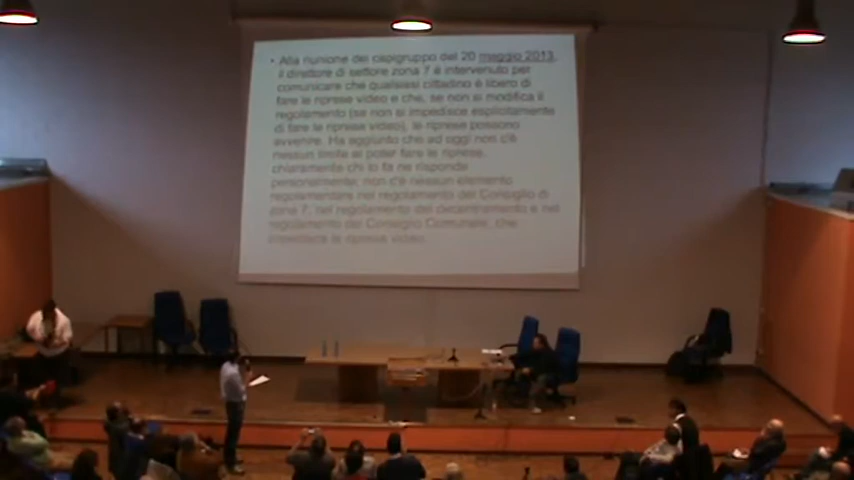 • Alla riunione dei capigruppo del 20 maggio 2013,
il direttore di settore zona 7 è intervenuto per
comunicare che qualsiasi cittadino è libero di
fare le riprese video e che, se non si modifica il
regolamento (se non si impedisce esplicitamente
di fare le riprese video), le riprese possono
avvenire. Ha aggiunto che ad oggi non c'è
nessun limite al poter fare le riprese,
chiaramente chi lo fa ne risponde
personalmente; non c'è nessun elemento
regolamentare nel regolamento del Consiglio di
zona 7, nel regolamento del decentramento e nel
regolamento del Consiglio Comunale, che
impedisca le riprese video.